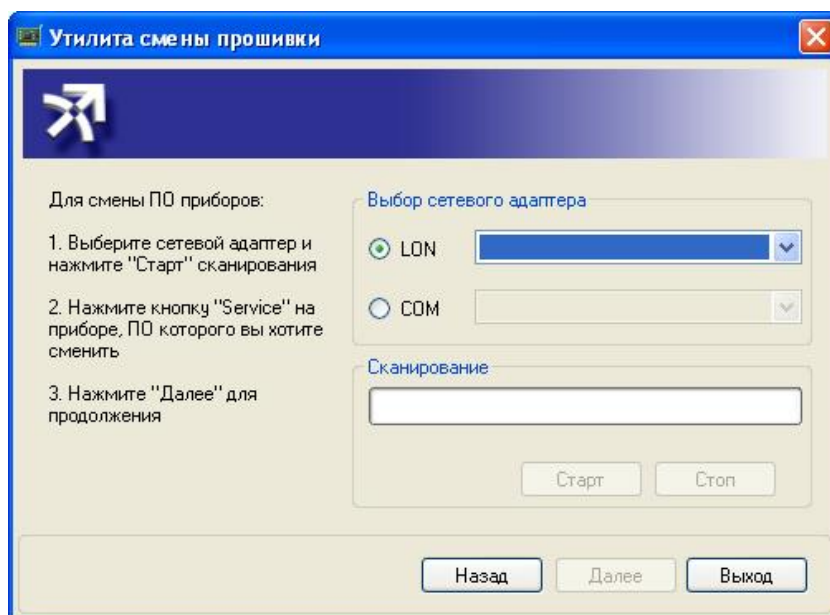 Утилита смены прошивки
Для смены ПО приборов:
1. Выберите сетевой адаптер и
нажмите "Старт" сканирования
2. Нажмите кнопку "Service" на
приборе, ПО которого вы хотите
сменить
3. Нажмите "Далее" для
продолжения
Выбор сетевого адаптера
LON
COM
Сканирование
Старт
Стоп
Назад
Далее
Выход